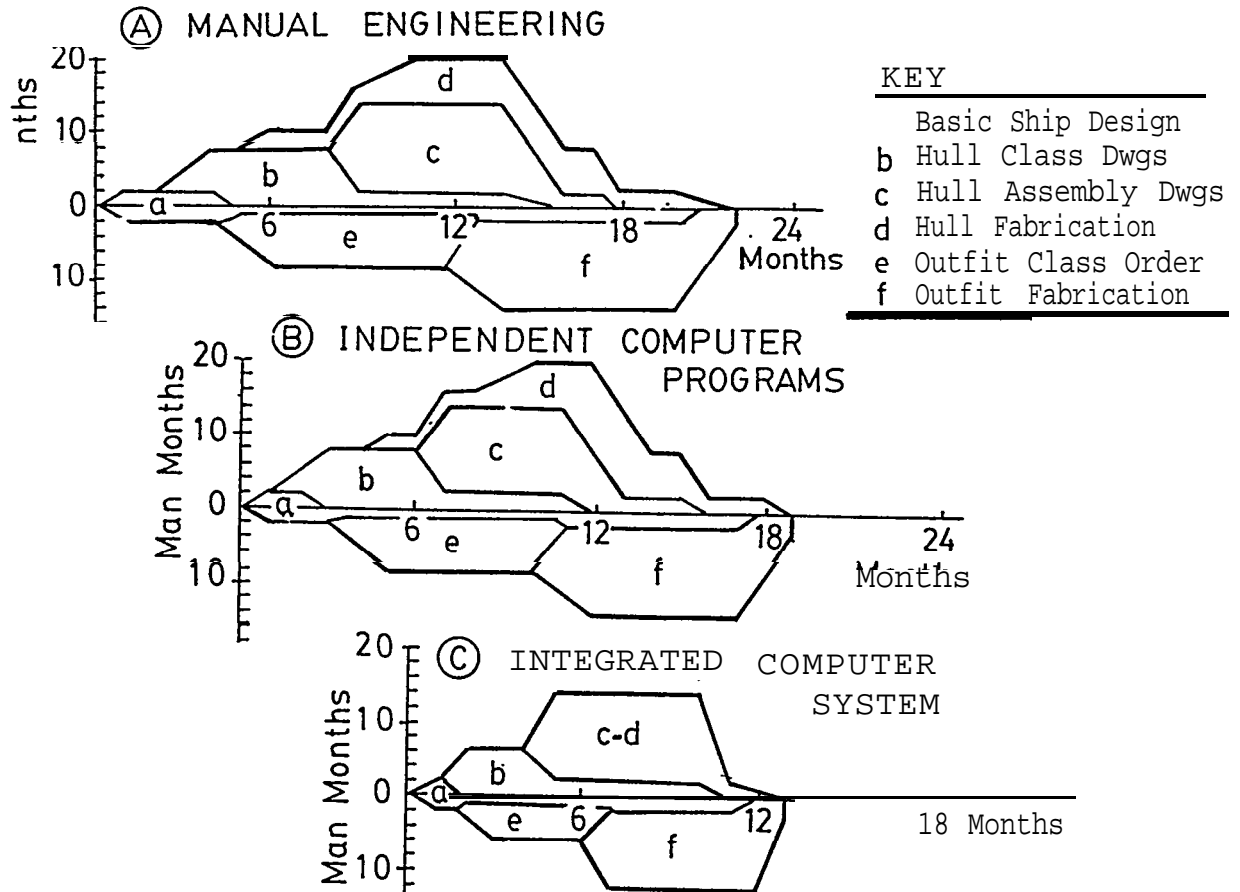 A MANUAL ENGINEERING
20
10
0
10
nths
a
b
c
d
e
f
6
12
18
24
Months
KEY
Basic Ship Design
b Hull Class Dwgs
c Hull Assembly Dwgs
d Hull Fabrication
e Outfit Class Order
f Outfit Fabrication
B INDEPENDENT COMPUTER
PROGRAMS
20
10
0
10
Man Months
a
b
c
d
e
f
6
12
18
24
Months
C INTEGRATED COMPUTER
SYSTEM
20
10
0
10
Man Months
a
b
c-d
e
f
6
12
18 Months